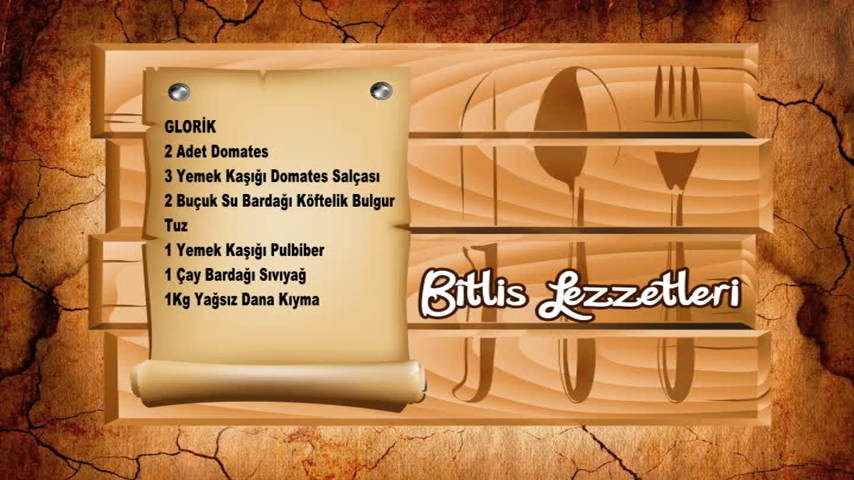 GLORİK
2 Adet Domates
3 Yemek Kaşığı Domates Salçası
2 Buçuk Su Bardağı Köftelik Bulgur
Tuz
1 Yemek Kaşığı Pulbiber
1 Çay Bardağı Sıvıyağ
1Kg Yağsız Dana Kıyma
Bitlis Lezzetleri